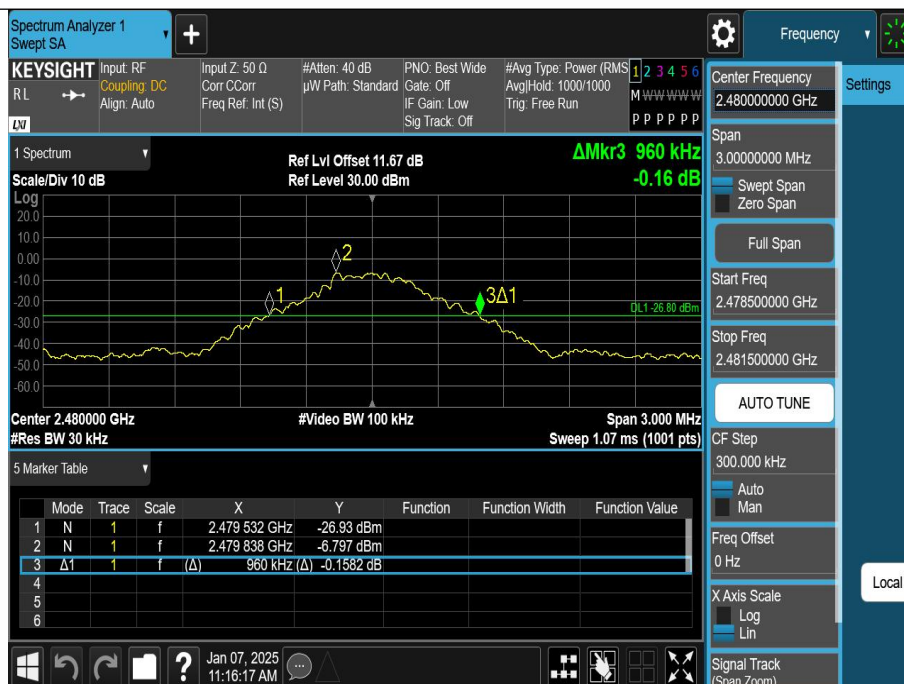 Spectrum Analyzer 1
Swept SA
Frequency
KEYSIGHT
RL
LXI
Input: RF
Coupling: DC
Align: Auto
Input Z: 50 Ω
Corr CCorr
Freq Ref: Int (S)
#Atten: 40 dB
µW Path: Standard
PNO: Best Wide
Gate: Off
IF Gain: Low
Sig Track: Off
#Avg Type: Power (RMS
Avg|Hold: 1000/1000
Trig: Free Run
1 2 3 4 5 6
M W W W W W
P P P P P P
1 Spectrum
Scale/Div 10 dB
Ref Lvl Offset 11.67 dB
Ref Level 30.00 dBm
ΔMkr3 960 kHz
-0.16 dB
Log
20.0
10.0
0.00
-10.0
-20.0
-30.0
-40.0
-50.0
-60.0
2
1
3Δ1
DL1 -26.80 dBm
Center 2.480000 GHz
#Video BW 100 kHz
Span 3.000 MHz
#Res BW 30 kHz
Sweep 1.07 ms (1001 pts)
5 Marker Table
Mode Trace Scale X Y Function Function Width Function Value
1 N 1 f 2.479 532 GHz -26.93 dBm
2 N 1 f 2.479 838 GHz -6.797 dBm
3 Δ1 1 f (Δ) 960 kHz (Δ) -0.1582 dB
4
5
6
?
Jan 07, 2025
11:16:17 AM
Center Frequency
2.480000000 GHz
Span
3.00000000 MHz
Swept Span
Zero Span
Full Span
Start Freq
2.478500000 GHz
Stop Freq
2.481500000 GHz
AUTO TUNE
CF Step
300.000 kHz
Auto
Man
Freq Offset
0 Hz
X Axis Scale
Log
Lin
Signal Track
(Span Zoom)
Settings
Local